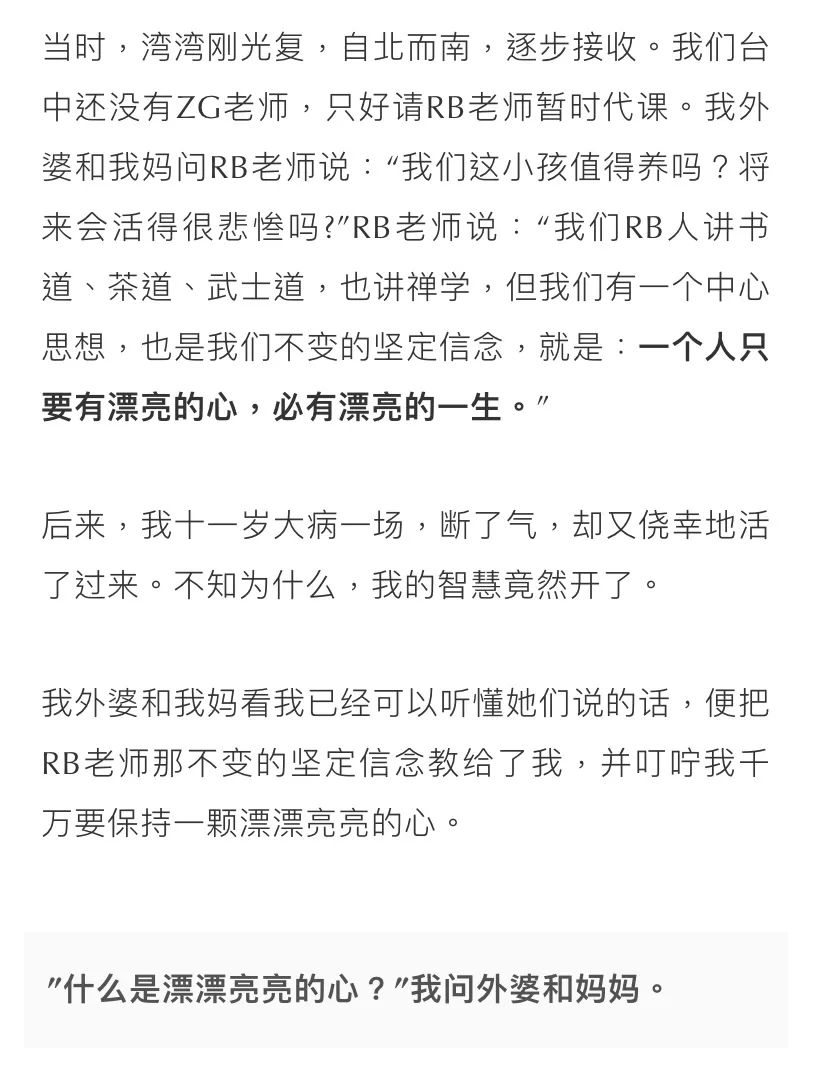 当时，湾湾刚光复，自北而南，逐步接收。我们台
中还没有ZG老师，只好请RB老师暂时代课。我外
婆和我妈问RB老师说：“我们这小孩值得养吗？将
来会活得很悲惨吗?”RB老师说：“我们RB人讲书
道、茶道、武士道，也讲禅学，但我们有一个中心
思想，也是我们不变的坚定信念，就是：一个人只
要有漂亮的心，必有漂亮的一生。”
后来，我十一岁大病一场，断了气，却又侥幸地活
了过来。不知为什么，我的智慧竟然开了。
我外婆和我妈看我已经可以听懂她们说的话，便把
RB老师那不变的坚定信念教给了我，并叮咛我千
万要保持一颗漂漂亮亮的心。
”什么是漂漂亮亮的心？”我问外婆和妈妈。